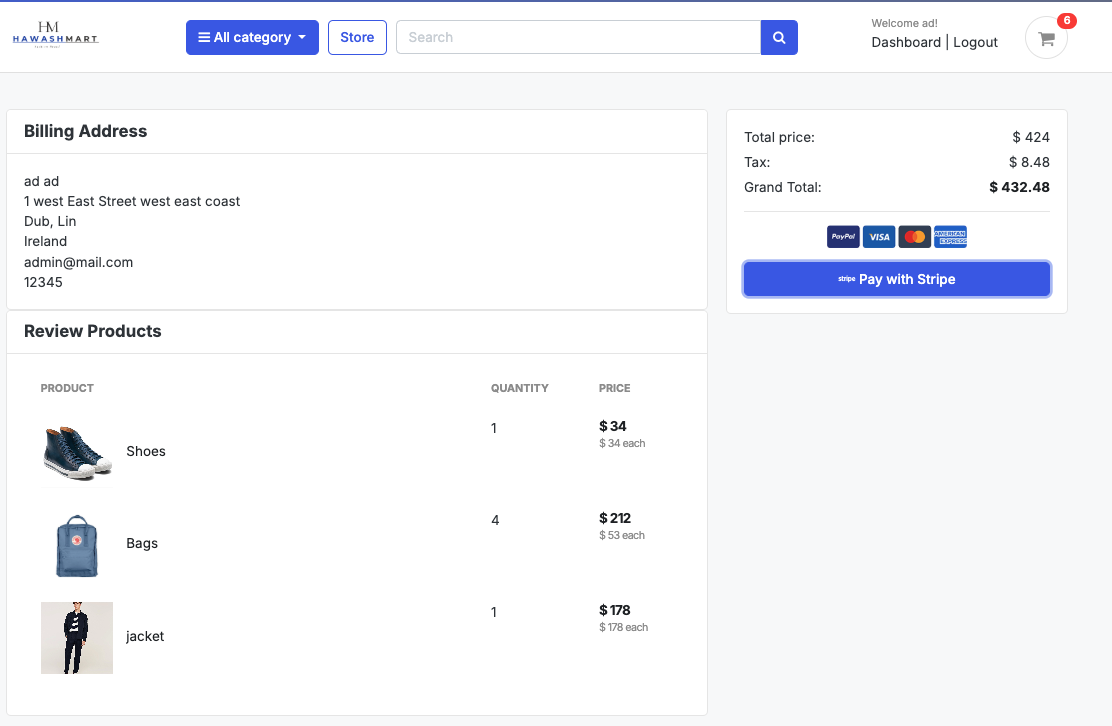 HM
HAWASHMART
All category
Store
Search
Welcome ad!
Dashboard | Logout
6
Billing Address
ad ad
1 west East Street west east coast
Dub, Lin
Ireland
admin@mail.com
12345
Total price: $ 424
Tax: $ 8.48
Grand Total: $ 432.48
PayPal VISA AMERICAN EXPRESS
stripe Pay with Stripe
Review Products
PRODUCT QUANTITY PRICE
Shoes 1 $ 34
$ 34 each
Bags 4 $ 212
$ 53 each
jacket 1 $ 178
$ 178 each